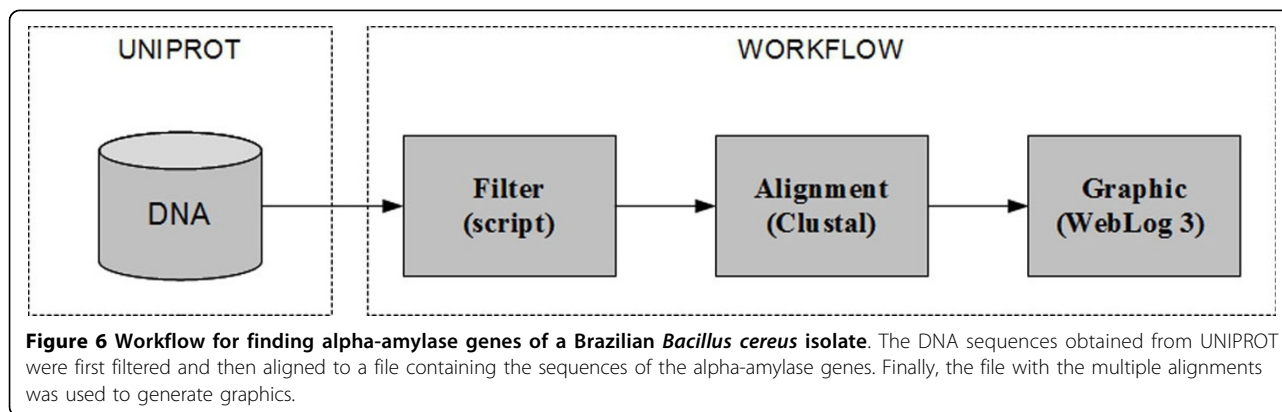 UNIPROT
WORKFLOW
DNA
Filter
(script)
Alignment
(Clustal)
Graphic
(WebLog 3)
Figure 6 Workflow for finding alpha-amylase genes of a Brazilian Bacillus cereus isolate. The DNA sequences obtained from UNIPROT
were first filtered and then aligned to a file containing the sequences of the alpha-amylase genes. Finally, the file with the multiple alignments
was used to generate graphics.